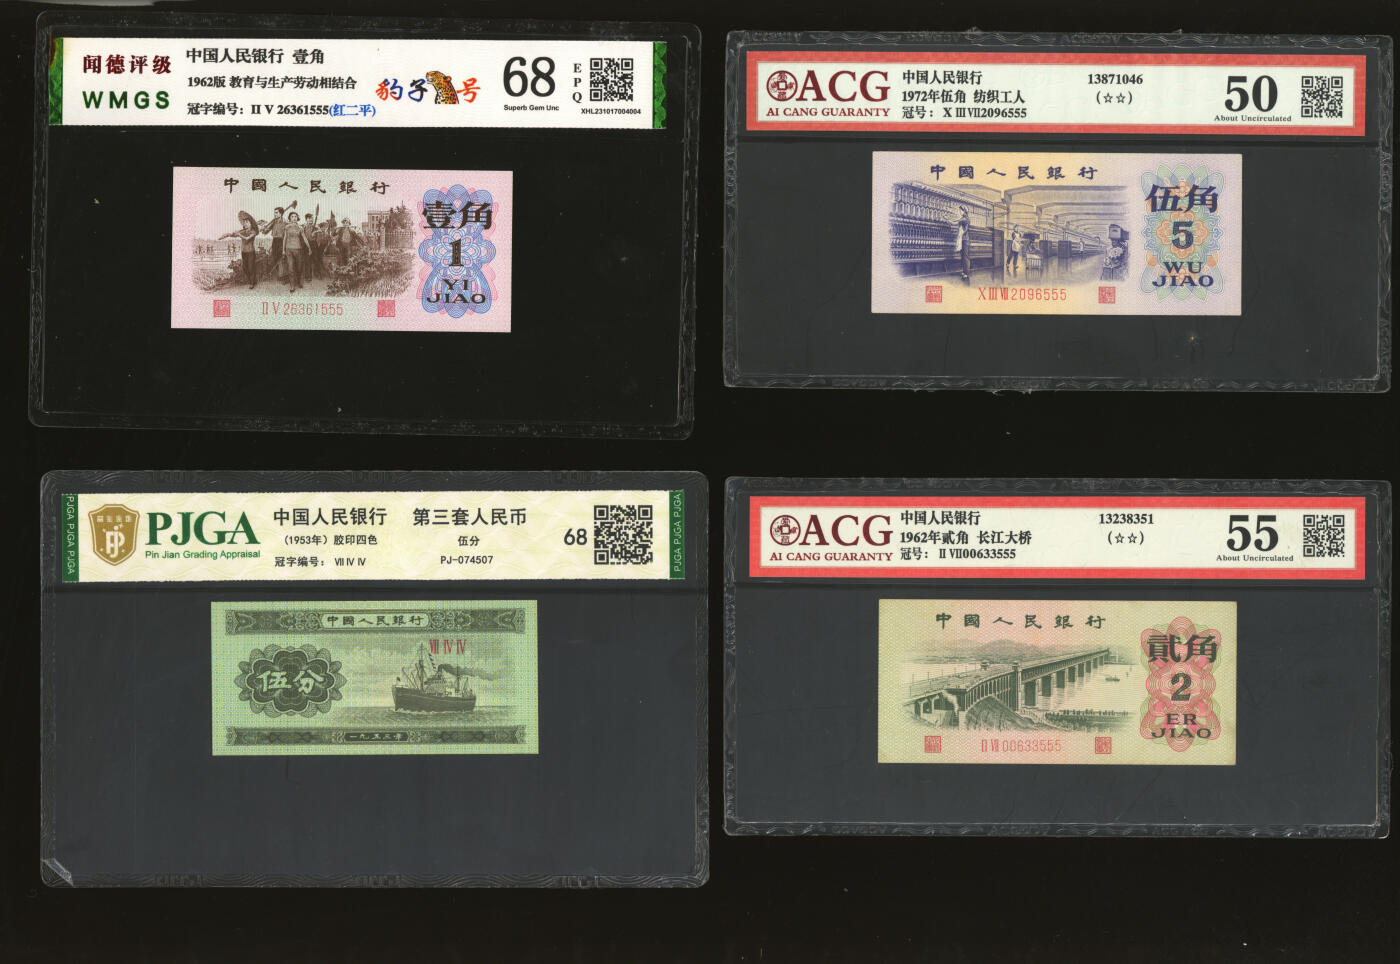 闻德评级
WMGS
中国人民银行 壹角
1962版 教育与生产劳动相结合
冠字编号：II V 26361555(红二平)
豹子号
68
Superb Gem Unc
E
P
Q
XHL231017004004
中國人民銀行
壹角
1
YI
JIAO
II V 26361555
ACG
AI CANG GUARANTY
中国人民银行
1972年伍角 纺织工人
冠号： X III VII2096555
13871046
(☆☆)
50
About Uncirculated
中國人民銀行
伍角
5
WU
JIAO
X III VII 2096555
PJGA PJGA PJGA
PJGA
Pin Jian Grading Appraisal
中国人民银行
（1953年）胶印四色
冠字编号： VII IV IV
第三套人民币
伍分
PJ-074507
68
PJGA PJGA PJGA
中國人民銀行
VII IV IV
伍分
一九五三年
ACG
AI CANG GUARANTY
中国人民银行
1962年贰角 长江大桥
冠号： II VII00633555
13238351
(☆☆)
55
About Uncirculated
中國人民銀行
貳角
2
ER
JIAO
II VII 00633555